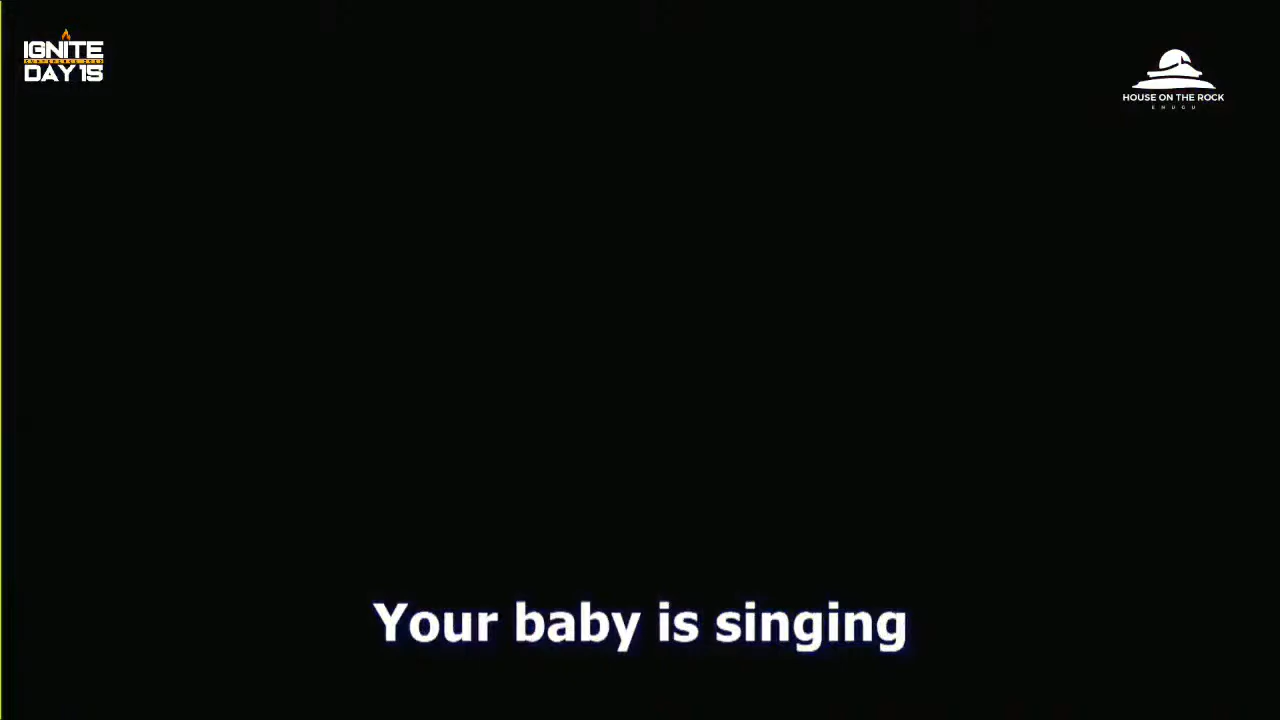 IGNITE
DAY 15
HOUSE ON THE ROCK
ENUGU
Your baby is singing